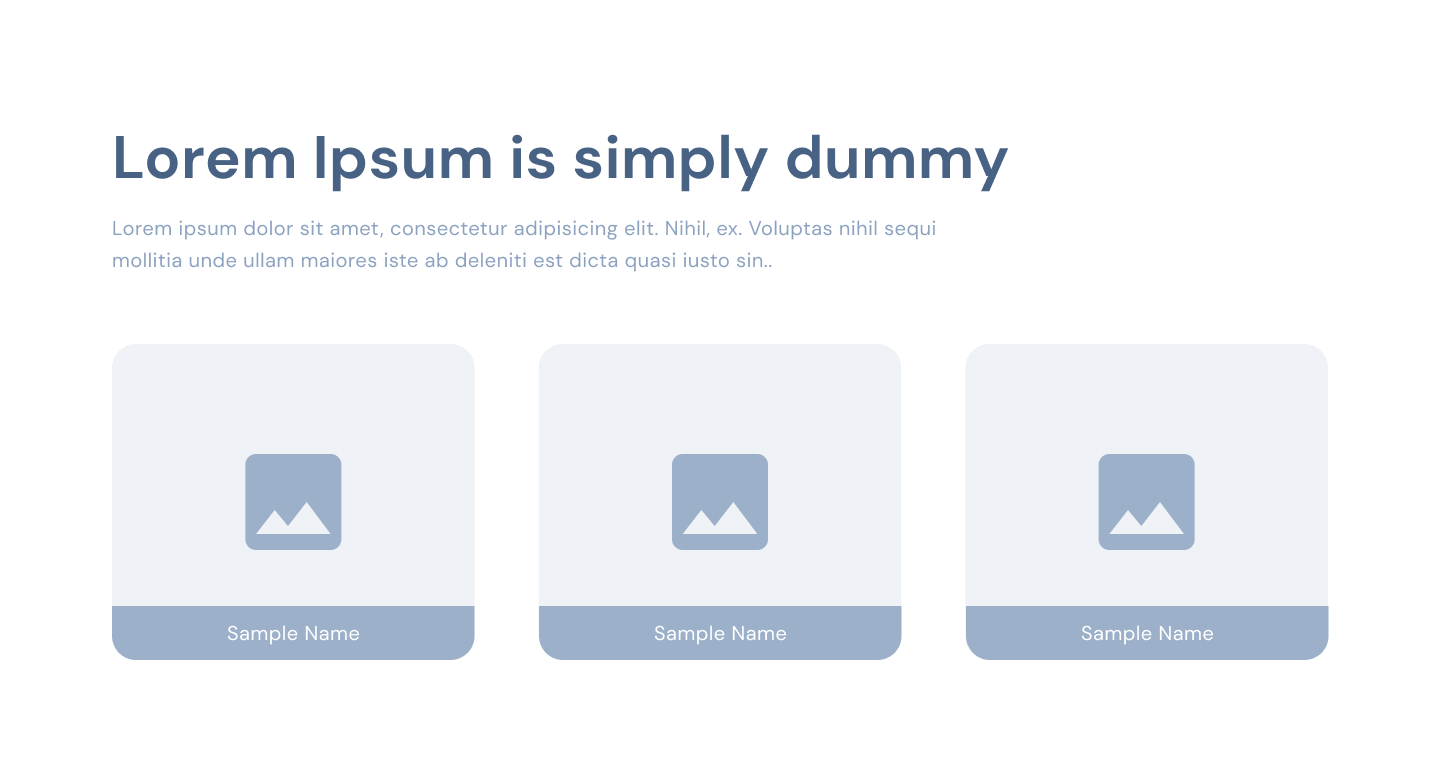 Lorem Ipsum is simply dummy
Lorem ipsum dolor sit amet, consectetur adipisicing elit. Nihil, ex. Voluptas nihil sequi
mollitia unde ullam maiores iste ab deleniti est dicta quasi iusto sin..
Sample Name
Sample Name
Sample Name